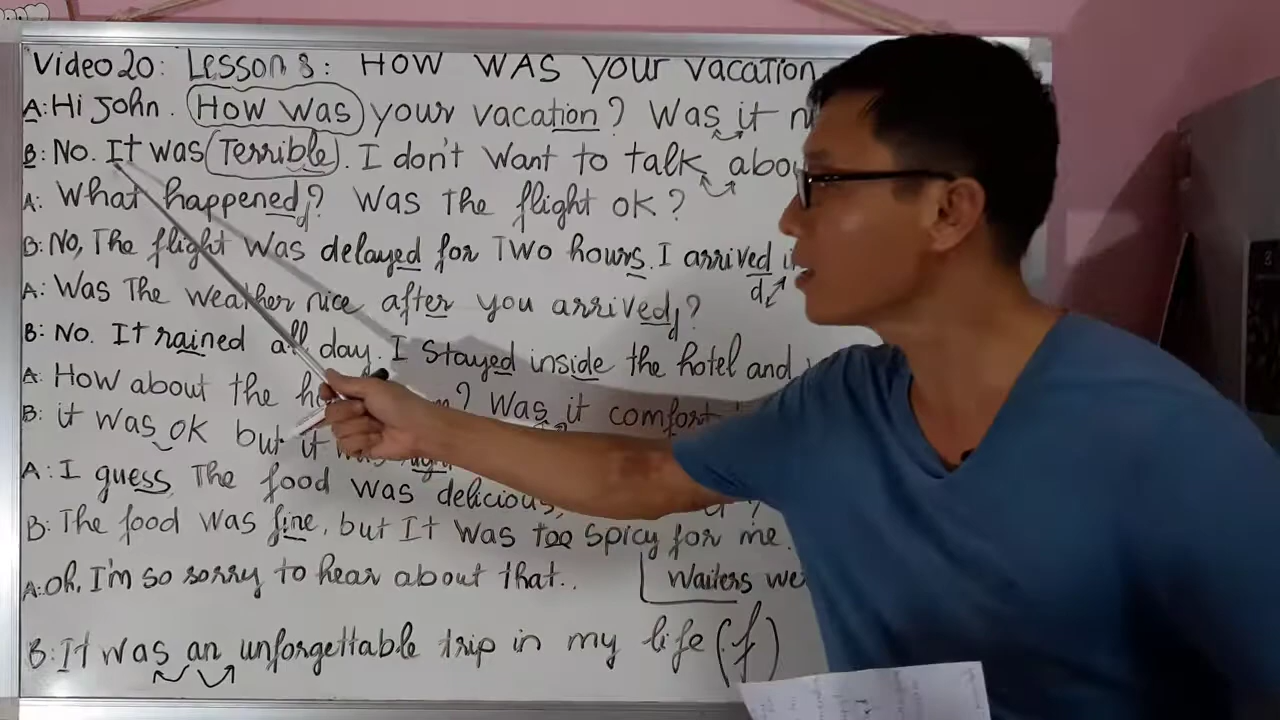 Video 20: Lesson 8: HOW WAS your vacation
A: Hi John. How was your vacation? Was it
B: No. It was Terrible. I don't want to talk
A: What happened? Was the flight ok?
d
B: No, The flight was delayed for Two hours. I arrived
d
A: Was The weather nice after you arrived?
d
B: No. It rained all day. I stayed inside the hotel and
A: How about the Was it
B: it was ok but it
A: I guess The food was delicious,
B: The food was fine, but It was too spicy for me.
A: Oh, I'm so sorry to hear about that..
Waiters
B: It was an unforgettable trip in my life (f)